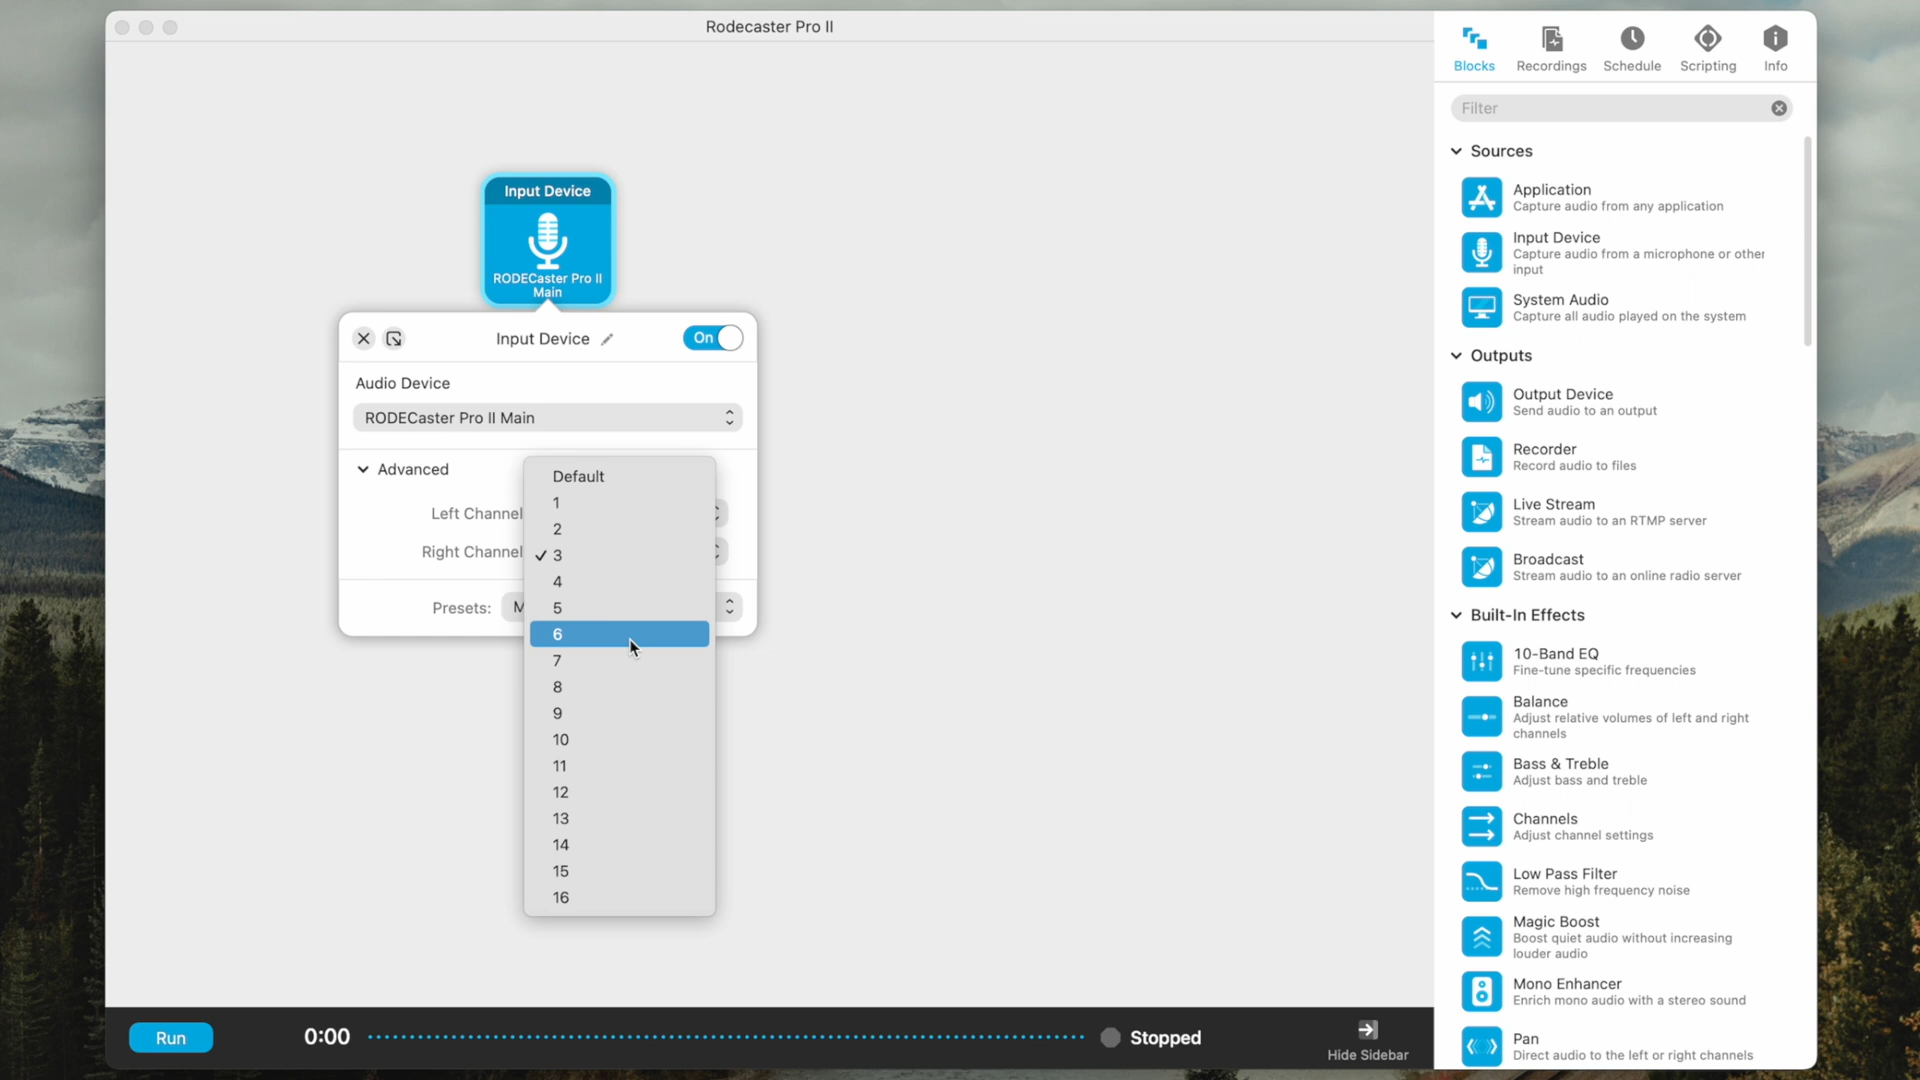 Rodecaster Pro II
Blocks
Recordings
Schedule
Scripting
Info
Filter
Sources
Application
Capture audio from any application
Input Device
Capture audio from a microphone or other
input
System Audio
Capture all audio played on the system
Outputs
Output Device
Send audio to an output
Recorder
Record audio to files
Live Stream
Stream audio to an RTMP server
Broadcast
Stream audio to an online radio server
Built-In Effects
10-Band EQ
Fine-tune specific frequencies
Balance
Adjust relative volumes of left and right
channels
Bass & Treble
Adjust bass and treble
Channels
Adjust channel settings
Low Pass Filter
Remove high frequency noise
Magic Boost
Boost quiet audio without increasing
louder audio
Mono Enhancer
Enrich mono audio with a stereo sound
Pan
Direct audio to the left or right channels
Input Device
RODECaster Pro II
Main
Input Device
On
Audio Device
RODECaster Pro II Main
Advanced
Left Channel
Right Channel
Presets:
Default
1
2
3
4
5
6
7
8
9
10
11
12
13
14
15
16
Run
0:00
Stopped
Hide Sidebar